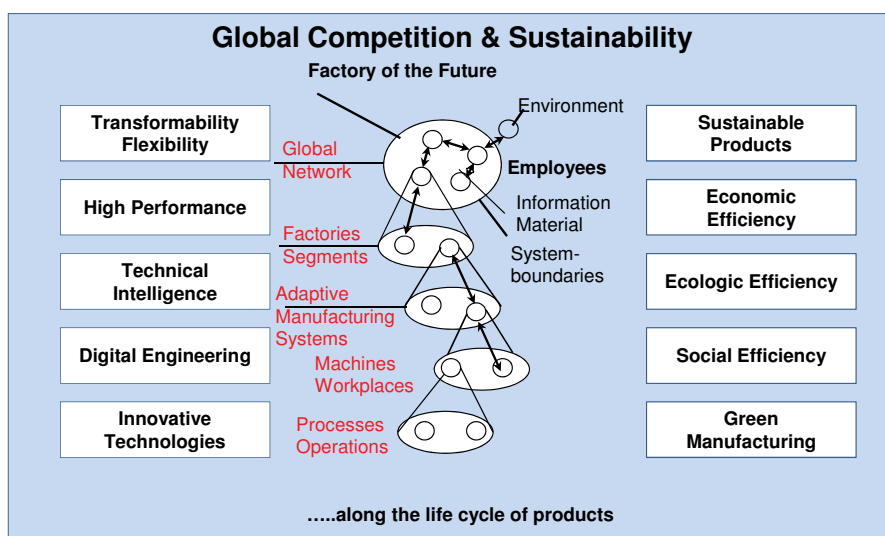 Global Competition & Sustainability
Factory of the Future
Transformability
Flexibility
High Performance
Technical
Intelligence
Digital Engineering
Innovative
Technologies
Global
Network
Factories
Segments
Adaptive
Manufacturing
Systems
Machines
Workplaces
Processes
Operations
Environment
Employees
Information
Material
System-
boundaries
Sustainable
Products
Economic
Efficiency
Ecologic Efficiency
Social Efficiency
Green
Manufacturing
…..along the life cycle of products